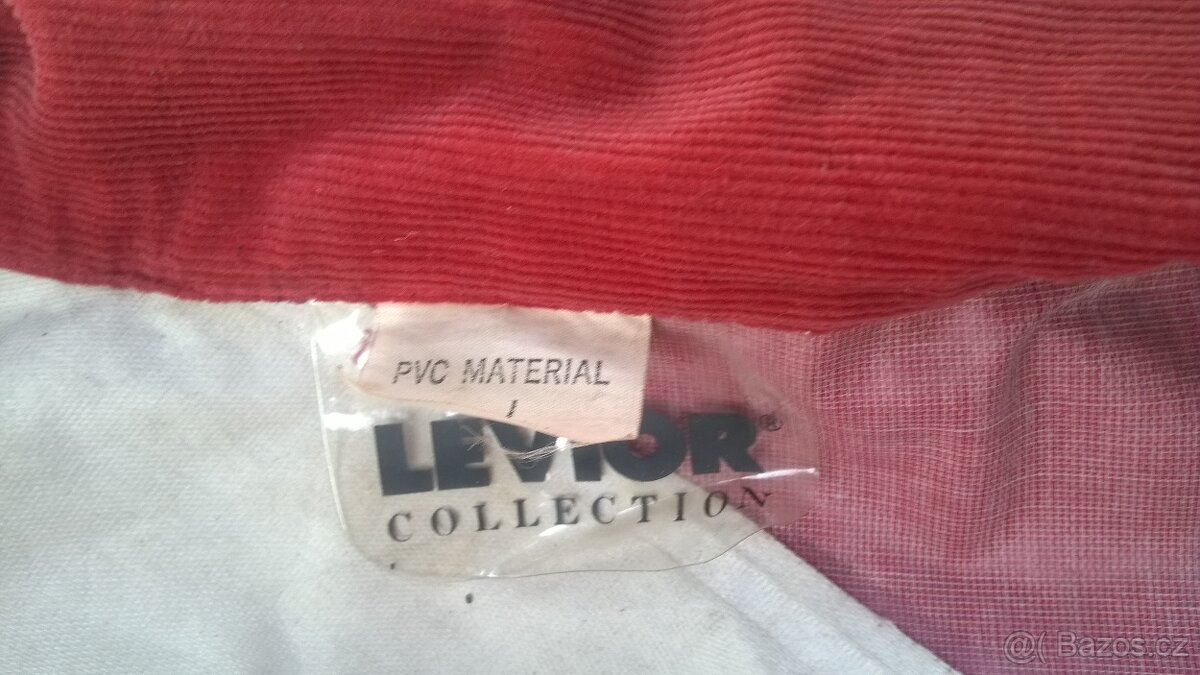 PVC MATERIAL
LEVIOR®
COLLECTION
@( Bazos.cz